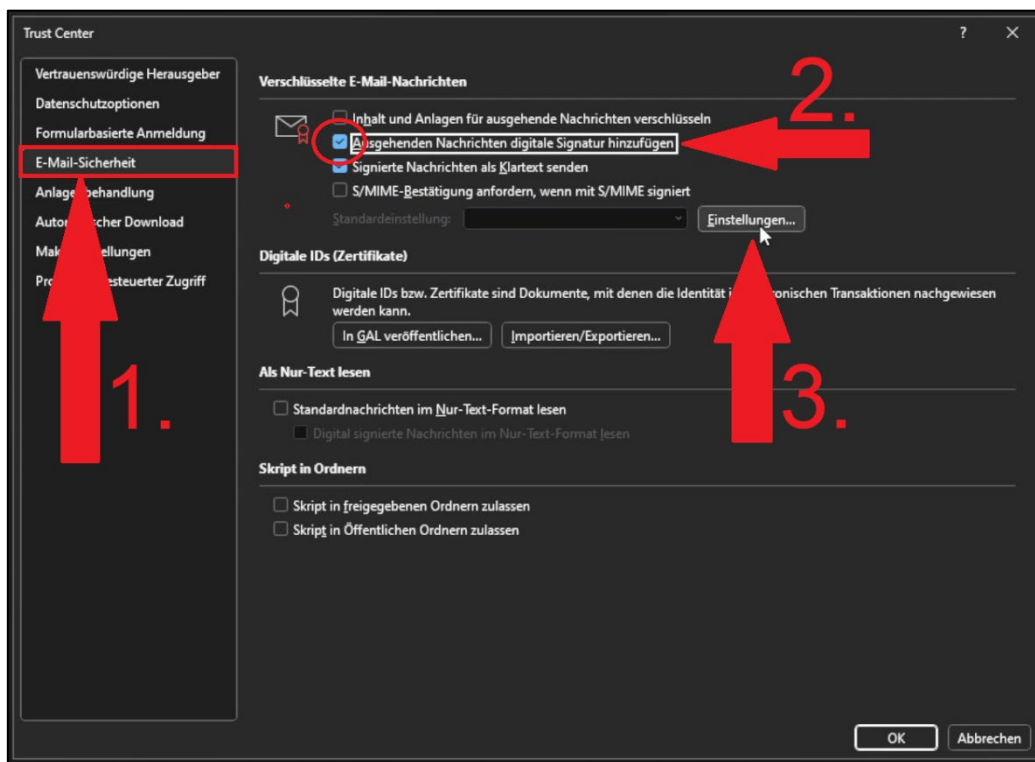 Trust Center
?
Vertrauenswürdige Herausgeber
Datenschutzoptionen
Formularbasierte Anmeldung
E-Mail-Sicherheit
Anlagenbehandlung
Download
gesteuerter Zugriff
1.
Verschlüsselte E-Mail-Nachrichten
2.
Inhalt und Anlagen für ausgehende Nachrichten verschlüsseln
Ausgehenden Nachrichten digitale Signatur hinzufügen
Signierte Nachrichten als Klartext senden
S/MIME-Bestätigung anfordern, wenn mit S/MIME signiert
Standardeinstellung:
Einstellungen...
Digitale IDs (Zertifikate)
Digitale IDs bzw. Zertifikate sind Dokumente, mit denen die Identität nachgewiesen
werden kann.
In GAL veröffentlichen...
Importieren/Exportieren...
3.
Als Nur-Text lesen
Standardnachrichten im Nur-Text-Format lesen
Digital signierte Nachrichten im Nur-Text-Format lesen
Skript in Ordnern
Skript in freigegebenen Ordnern zulassen
Skript in Öffentlichen Ordnern zulassen
OK
Abbrechen